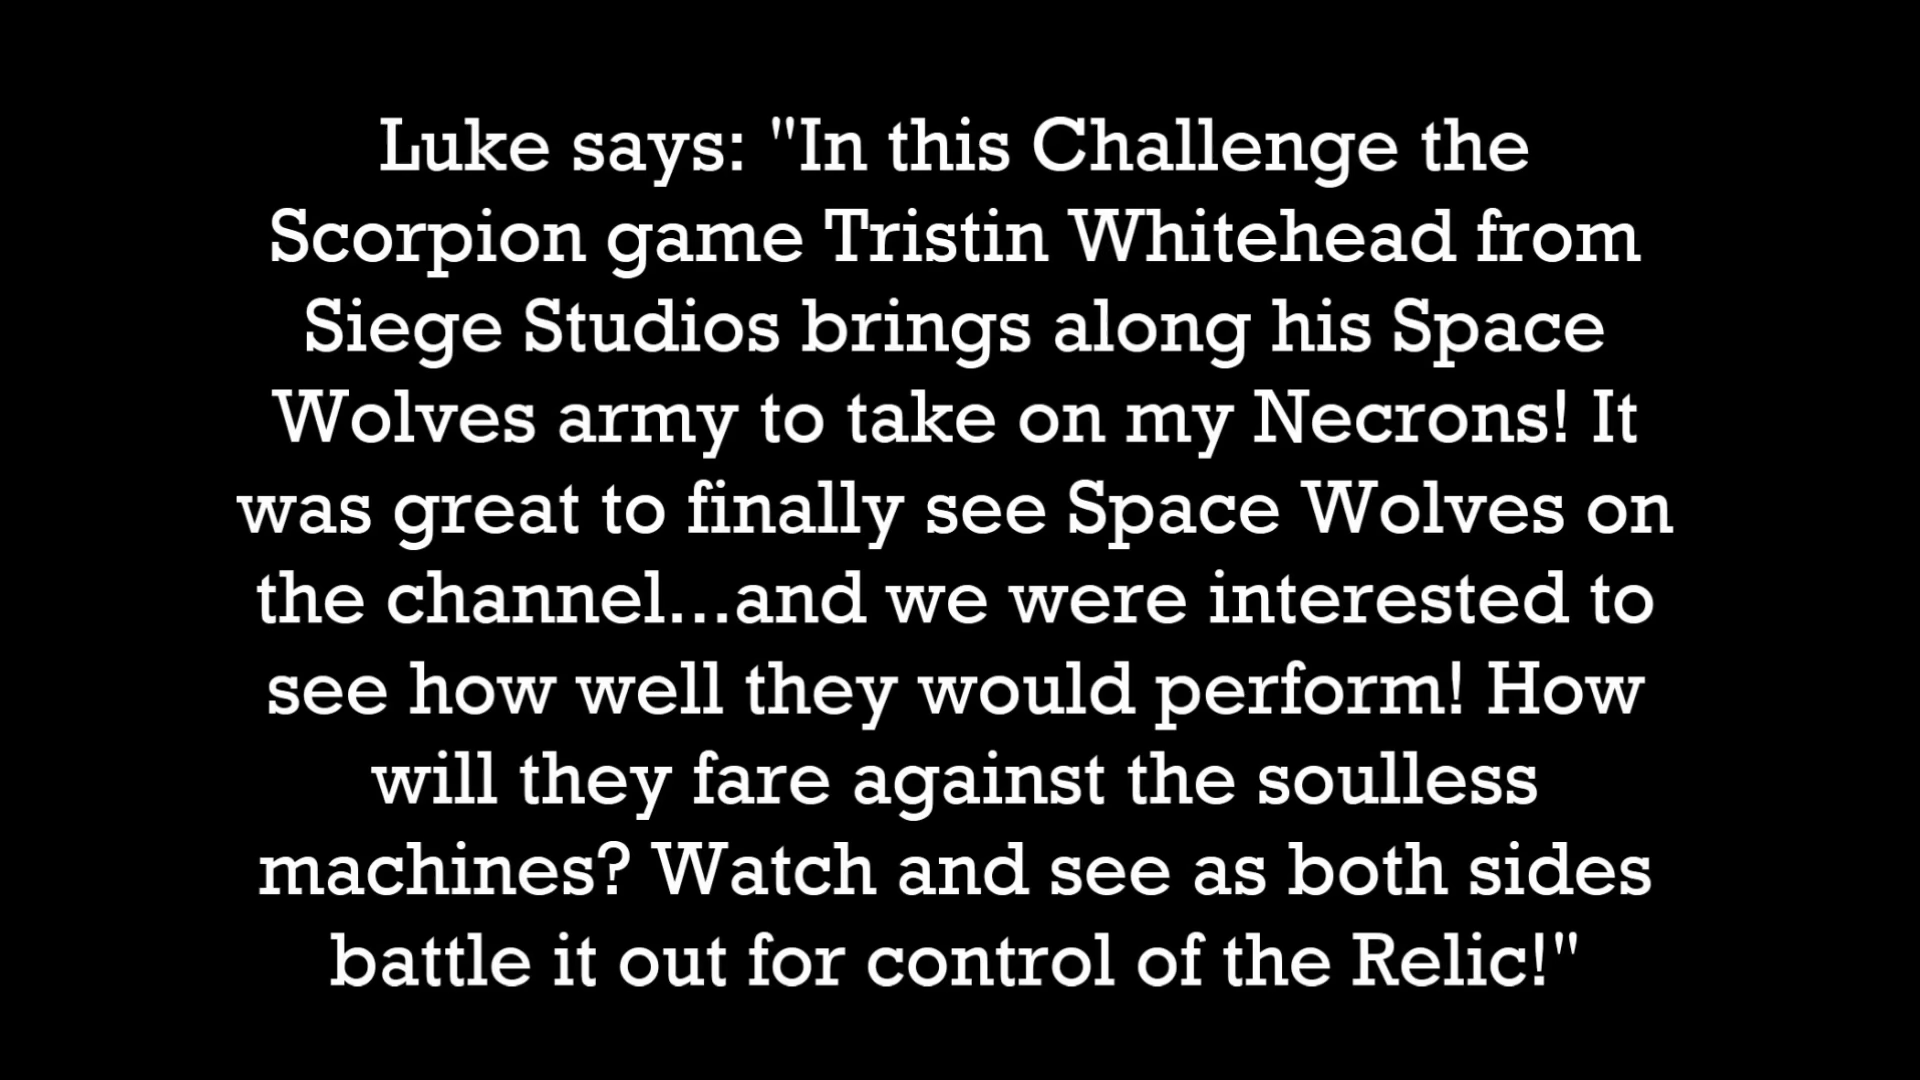 Luke says: "In this Challenge the
Scorpion game Tristin Whitehead from
Siege Studios brings along his Space
Wolves army to take on my Necrons! It
was great to finally see Space Wolves on
the channel...and we were interested to
see how well they would perform! How
will they fare against the soulless
machines? Watch and see as both sides
battle it out for control of the Relic!"